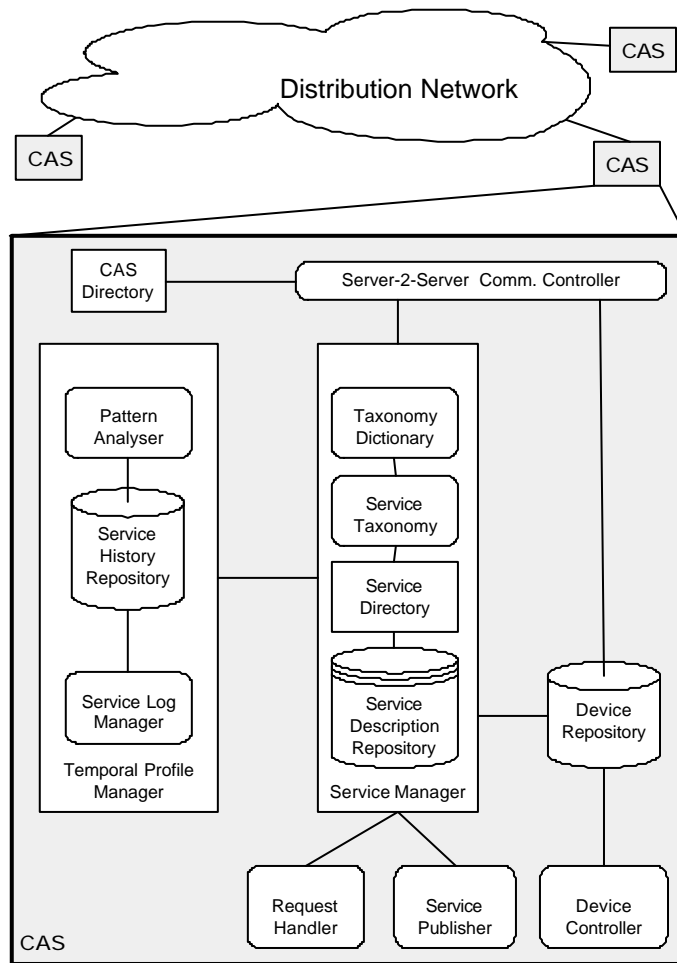 CAS
Distribution Network
CAS
CAS
CAS
Directory
Server-2-Server Comm. Controller
Pattern
Analyser
Service
History
Repository
Service Log
Manager
Temporal Profile
Manager
Taxonomy
Dictionary
Service
Taxonomy
Service
Directory
Service
Description
Repository
Service Manager
Device
Repository
Request
Handler
Service
Publisher
Device
Controller
CAS